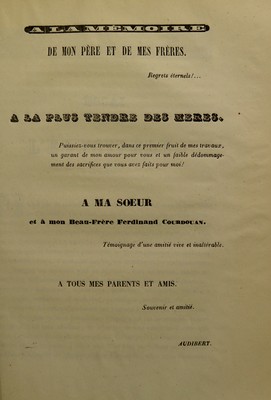 A LA MÉMOIRE
DE MON PÈRE ET DE MES FRÈRES.
Regrets éternels!...
A LA PLUS TENDRE DES MERES.
Puissiez-vous trouver, dans ce premier fruit de mes travaux,
un garant de mon amour pour vous et un faible dédommage-
ment des sacrifices que vous avez faits pour moi!
A MA SOEUR
et à mon Beau-Frère Ferdinand COURDOUAN.
Témoignage d'une amitié vive et inaltérable.
A TOUS MES PARENTS ET AMIS.
Souvenir et amitié.
AUDIBERT.